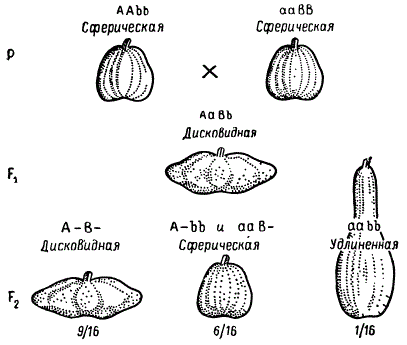 AAbb
Сферическая
aaBB
Сферическая
P
×
AaBb
Дисковидная
F₁
A-B-
Дисковидная
A-bb и aaB-
Сферическая
aabb
Удлиненная
F₂
9/16
6/16
1/16